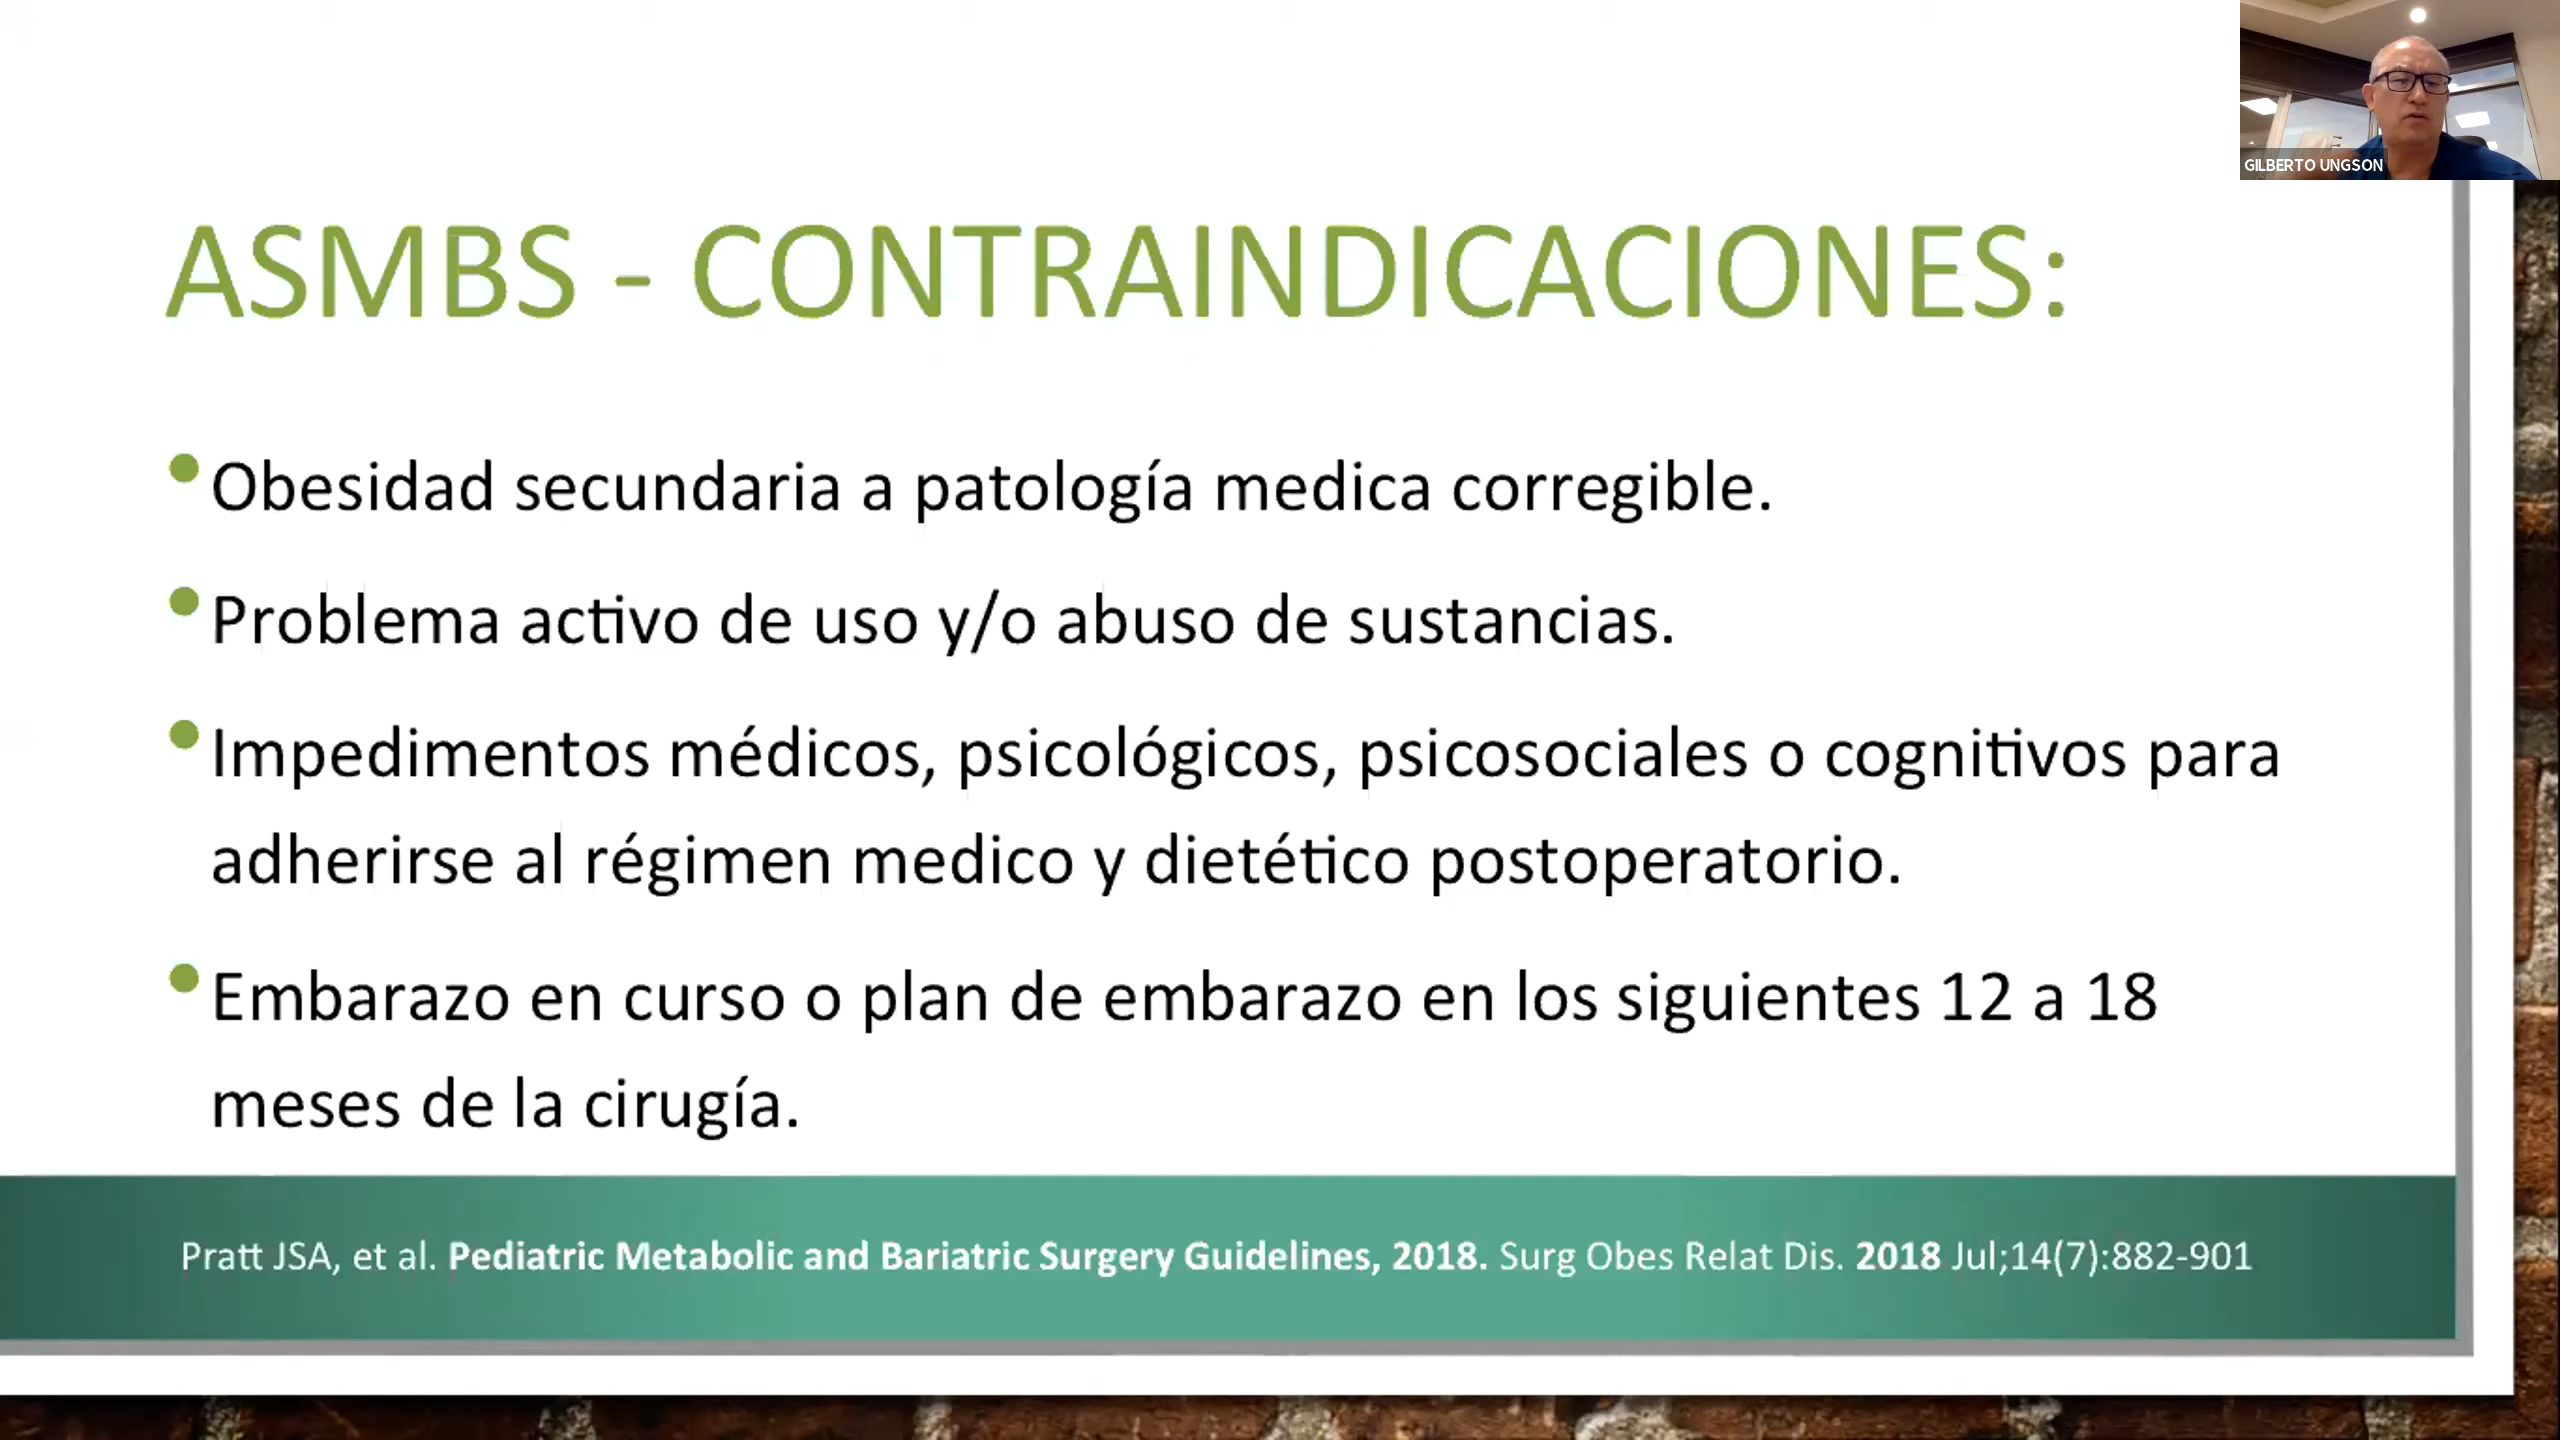 GILBERTO UNGSON
ASMBS - CONTRAINDICACIONES:
• Obesidad secundaria a patología medica corregible.
• Problema activo de uso y/o abuso de sustancias.
• Impedimentos médicos, psicológicos, psicosociales o cognitivos para
adherirse al régimen medico y dietético postoperatorio.
• Embarazo en curso o plan de embarazo en los siguientes 12 a 18
meses de la cirugía.
Pratt JSA, et al. Pediatric Metabolic and Bariatric Surgery Guidelines, 2018. Surg Obes Relat Dis. 2018 Jul;14(7):882-901